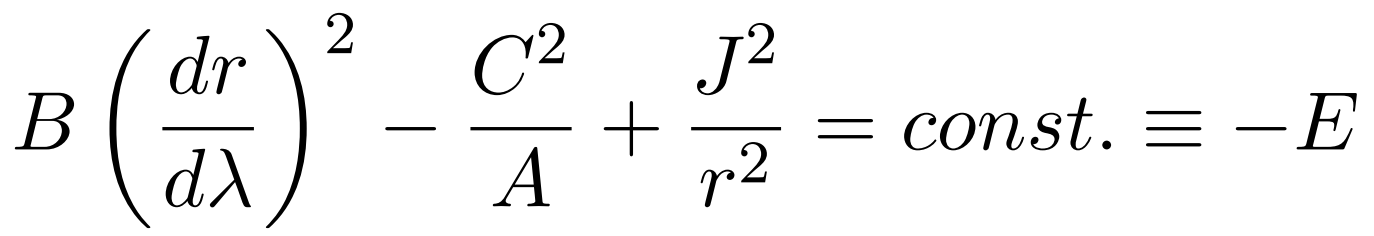 $$B \left( \frac{dr}{d\lambda} \right)^2 - \frac{C^2}{A} + \frac{J^2}{r^2} = const. \equiv -E$$